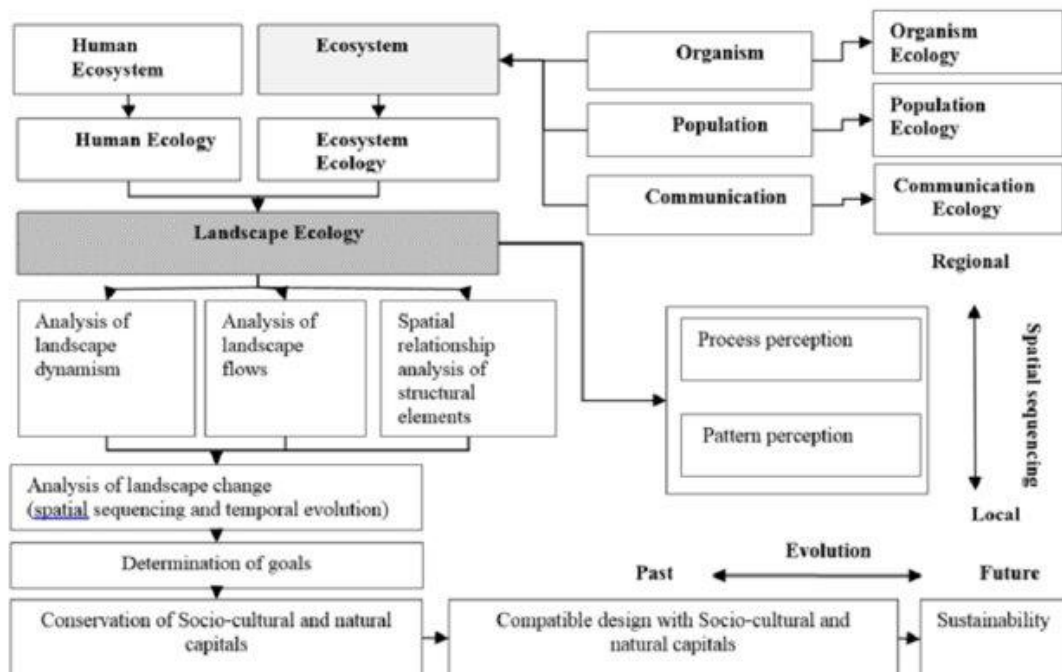 Human
Ecosystem
Ecosystem
Organism
Organism
Ecology
Human Ecology
Ecosystem
Ecology
Population
Population
Ecology
Communication
Communication
Ecology
Landscape Ecology
Regional
Analysis of
landscape
dynamism
Analysis of
landscape
flows
Spatial
relationship
analysis of
structural
elements
Process perception
Pattern perception
Spatial sequencing
Local
Analysis of landscape change
(spatial sequencing and temporal evolution)
Determination of goals
Evolution
Past
Future
Conservation of Socio-cultural and natural
capitals
Compatible design with Socio-cultural and
natural capitals
Sustainability